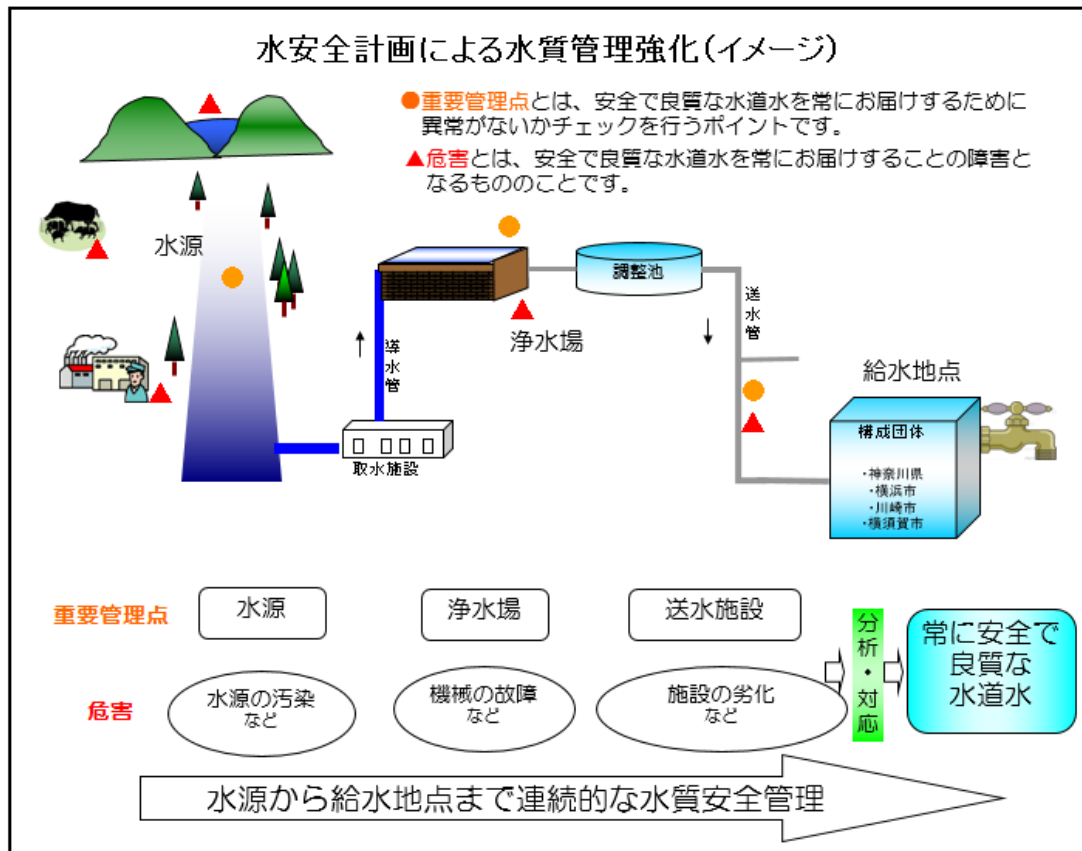 水安全計画による水質管理強化(イメージ)
●重要管理点とは、安全で良質な水道水を常にお届けするために
異常がないかチェックを行うポイントです。
▲危害とは、安全で良質な水道水を常にお届けすることの障害と
なるもののことです。
水源
導水管
取水施設
浄水場
調整池
送水管
給水地点
構成団体
・神奈川県
・横浜市
・川崎市
・横須賀市
重要管理点
水源
浄水場
送水施設
危害
水源の汚染
など
機械の故障
など
施設の劣化
など
分析・対応
常に安全で
良質な
水道水
水源から給水地点まで連続的な水質安全管理